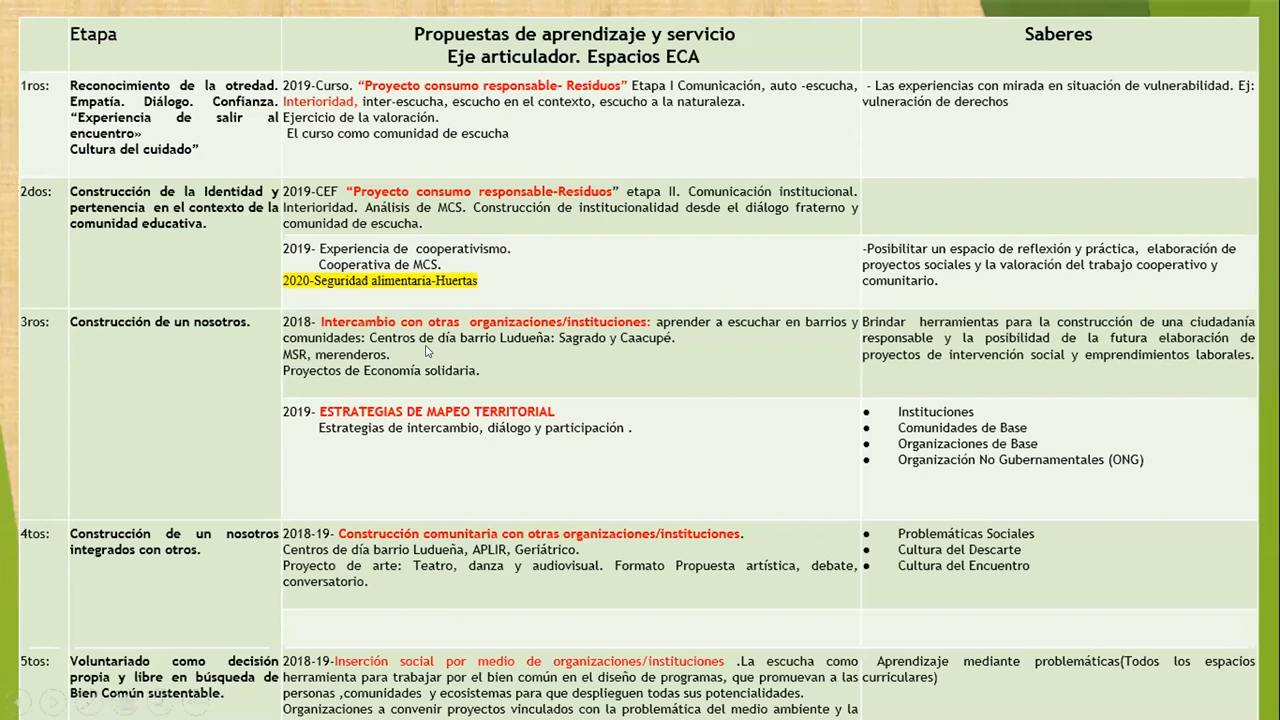 Etapa
Propuestas de aprendizaje y servicio
Eje articulador. Espacios ECA
Saberes
1ros:
Reconocimiento de la otredad.
Empatía. Diálogo. Confianza.
“Experiencia de salir al
encuentro»
Cultura del cuidado”
2019-Curso. “Proyecto consumo responsable- Residuos” Etapa I Comunicación, auto -escucha,
Interioridad, inter-escucha, escucho en el contexto, escucho a la naturaleza.
Ejercicio de la valoración.
El curso como comunidad de escucha
- Las experiencias con mirada en situación de vulnerabilidad. Ej:
vulneración de derechos
2dos:
Construcción de la Identidad y
pertenencia en el contexto de la
comunidad educativa.
2019-CEF “Proyecto consumo responsable-Residuos” etapa II. Comunicación institucional.
Interioridad. Análisis de MCS. Construcción de institucionalidad desde el diálogo fraterno y
comunidad de escucha.
2019- Experiencia de cooperativismo.
Cooperativa de MCS.
2020-Seguridad alimentaria-Huertas
-Posibilitar un espacio de reflexión y práctica, elaboración de
proyectos sociales y la valoración del trabajo cooperativo y
comunitario.
3ros:
Construcción de un nosotros.
2018- Intercambio con otras organizaciones/instituciones: aprender a escuchar en barrios y
comunidades: Centros de día barrio Ludueña: Sagrado y Caacupé.
MSR, merenderos.
Proyectos de Economía solidaria.
Brindar herramientas para la construcción de una ciudadanía
responsable y la posibilidad de la futura elaboración de
proyectos de intervención social y emprendimientos laborales.
2019- ESTRATEGIAS DE MAPEO TERRITORIAL
Estrategias de intercambio, diálogo y participación .
● Instituciones
● Comunidades de Base
● Organizaciones de Base
● Organización No Gubernamentales (ONG)
4tos:
Construcción de un nosotros
integrados con otros.
2018-19- Construcción comunitaria con otras organizaciones/instituciones.
Centros de día barrio Ludueña, APLIR, Geriátrico.
Proyecto de arte: Teatro, danza y audiovisual. Formato Propuesta artística, debate,
conversatorio.
● Problemáticas Sociales
● Cultura del Descarte
● Cultura del Encuentro
5tos:
Voluntariado como decisión
propia y libre en búsqueda de
Bien Común sustentable.
2018-19-Inserción social por medio de organizaciones/instituciones .La escucha como
herramienta para trabajar por el bien común en el diseño de programas, que promuevan a las
personas ,comunidades y ecosistemas para que desplieguen todas sus potencialidades.
Organizaciones a convenir proyectos vinculados con la problemática del medio ambiente y la
Aprendizaje mediante problemáticas(Todos los espacios
curriculares)